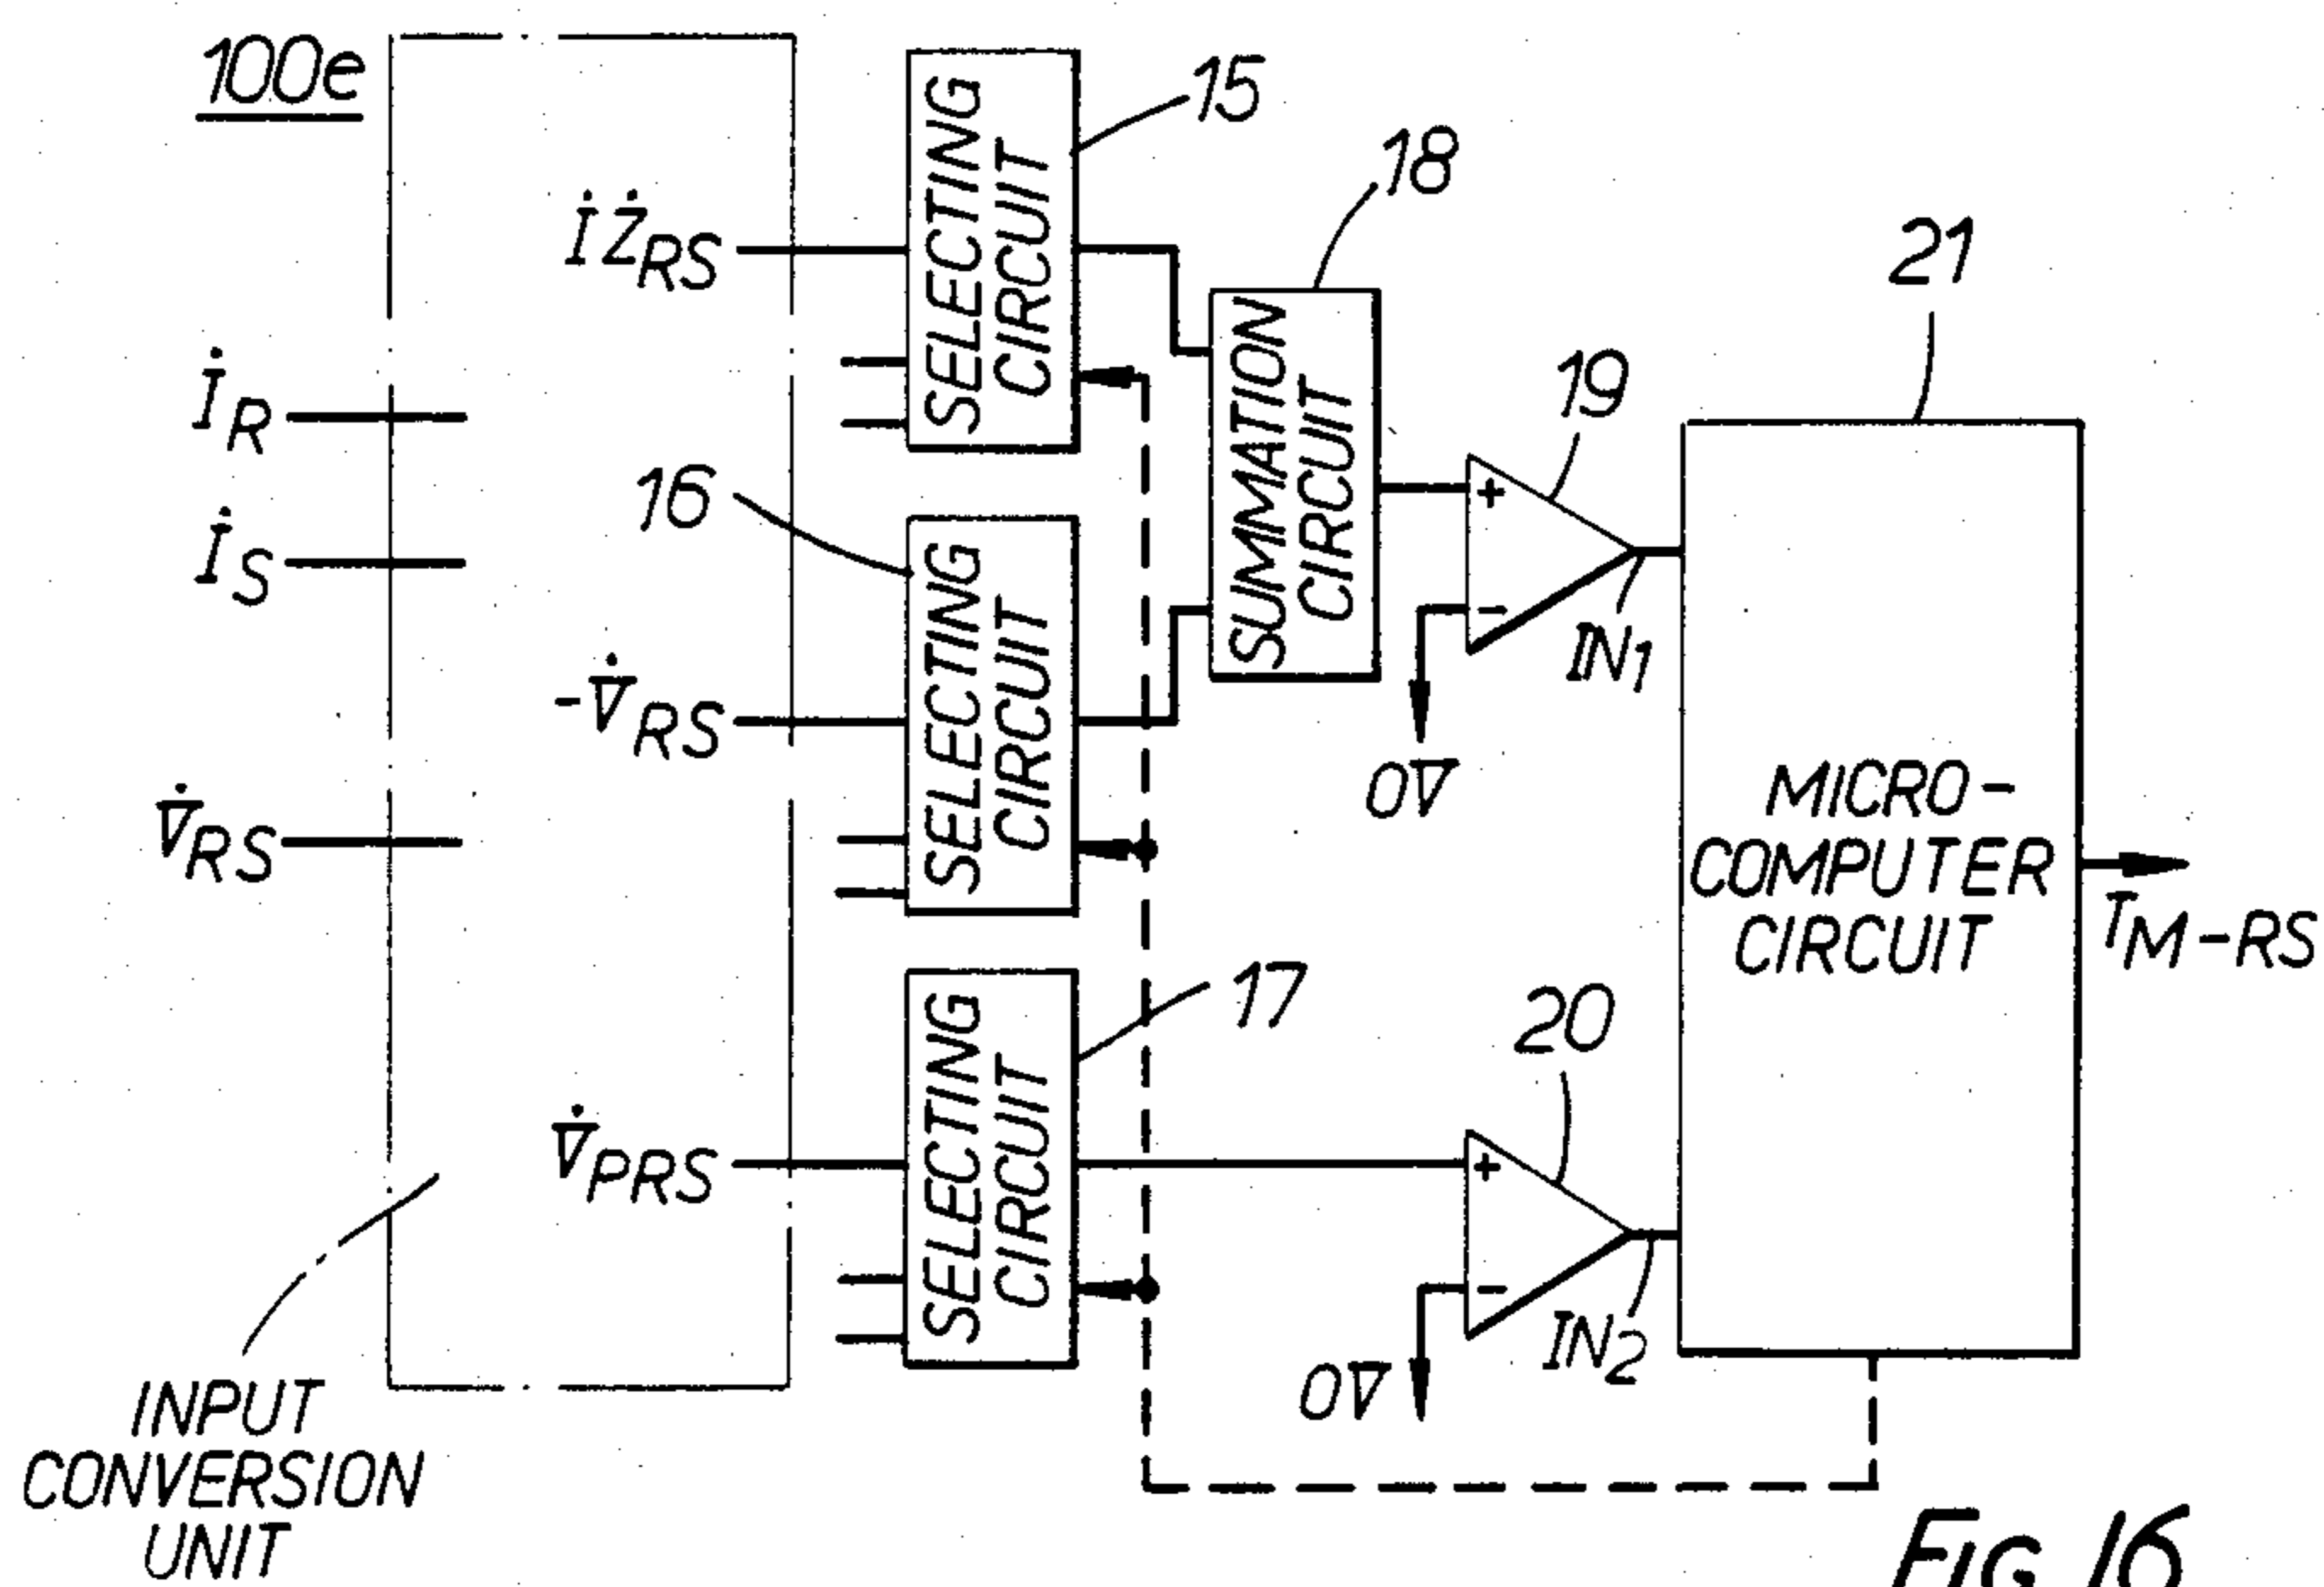 100e
15
SELECTING
CIRCUIT
18
İŻRS
21
İR
SUMMATION
CIRCUIT
19
+
16
İS
SELECTING
CIRCUIT
-
IN1
-V̇RS
0V
MICRO-
COMPUTER
CIRCUIT
V̇RS
TM-RS
17
SELECTING
CIRCUIT
20
V̇PRS
+
-
IN2
0V
INPUT
CONVERSION
UNIT
FIG. 16